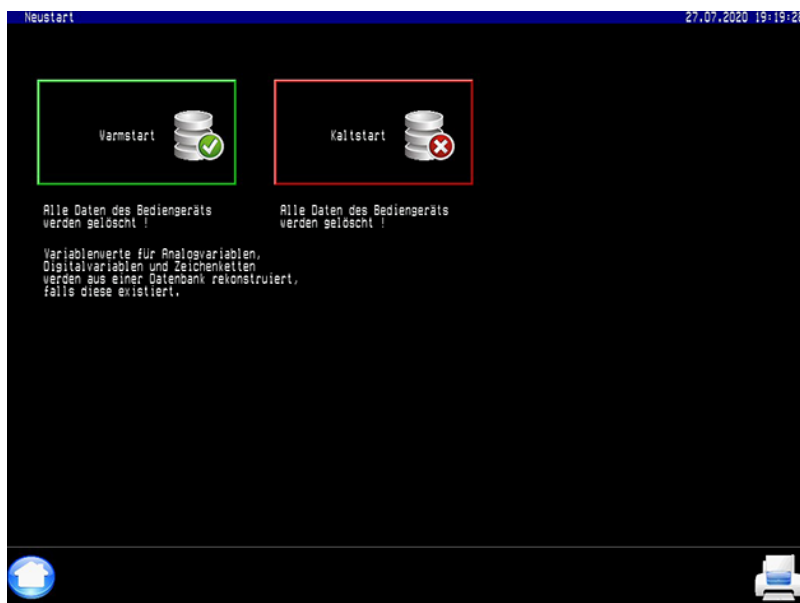 Neustart
27.07.2020 19:19:28
Warmstart
Kaltstart
Alle Daten des Bediengeräts
werden gelöscht !
Alle Daten des Bediengeräts
werden gelöscht !
Variablenwerte für Analogvariablen,
Digitalvariablen und Zeichenketten
werden aus einer Datenbank rekonstruiert,
falls diese existiert.